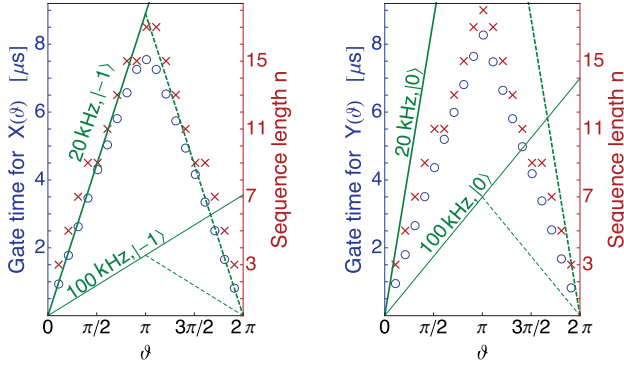 Gate time for X(ϑ) [μs]
8
6
4
2
20 kHz, |−1⟩
100 kHz, |−1⟩
15
11
7
3
Sequence length n
0 π/2 π 3π/2 2π
ϑ
Gate time for Y(ϑ) [μs]
8
6
4
2
20 kHz, |0⟩
100 kHz, |0⟩
15
11
7
3
Sequence length n
0 π/2 π 3π/2 2π
ϑ